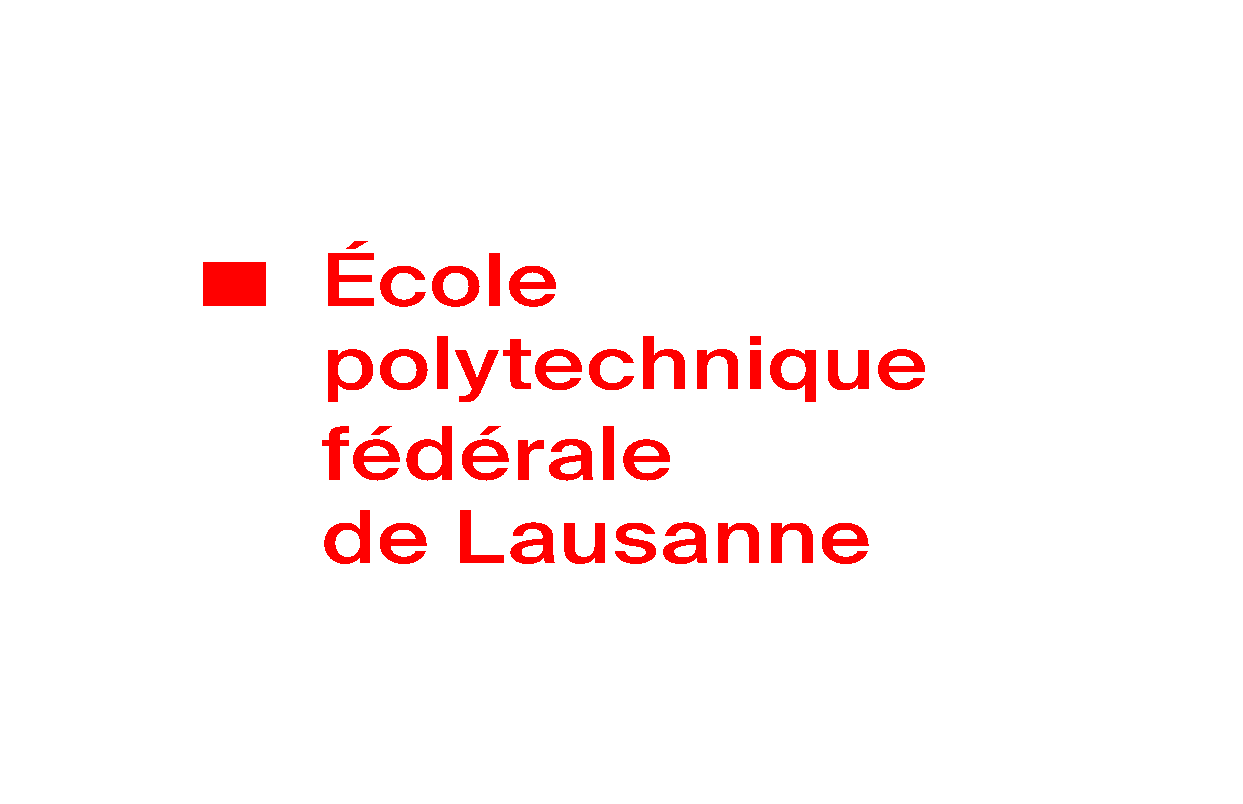 École
polytechnique
fédérale
de Lausanne